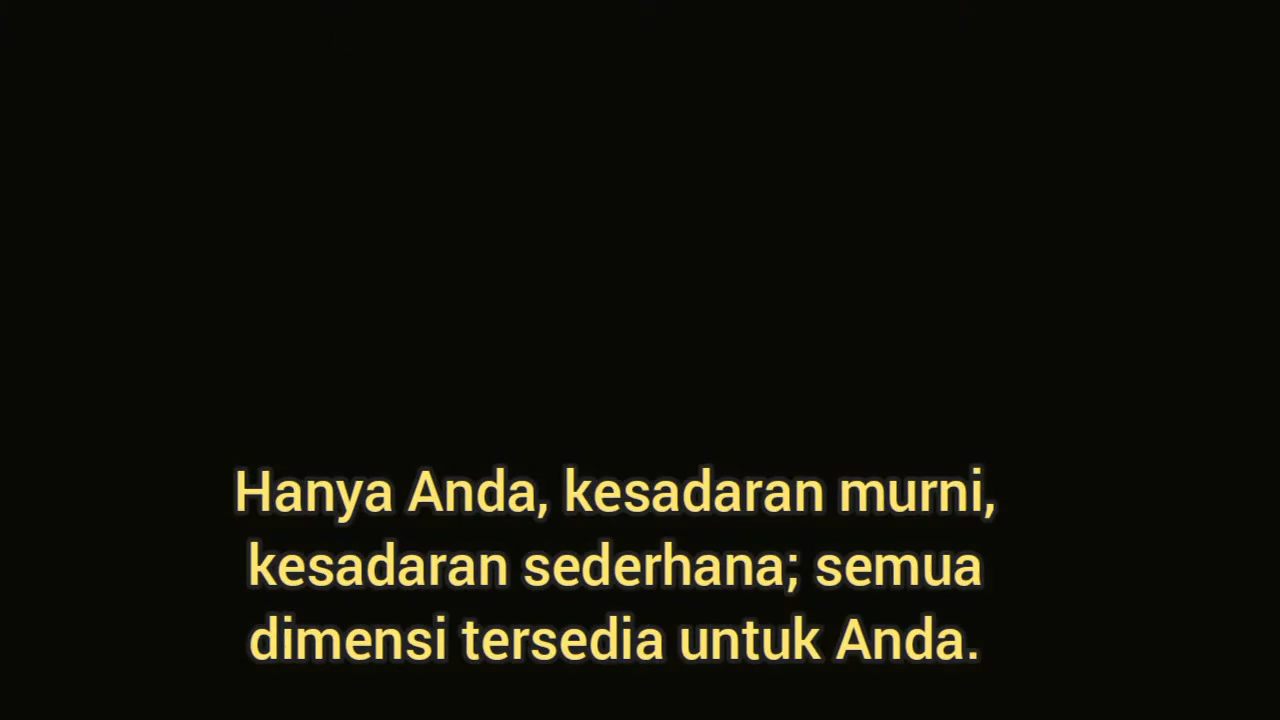 Hanya Anda, kesadaran murni,
kesadaran sederhana; semua
dimensi tersedia untuk Anda.